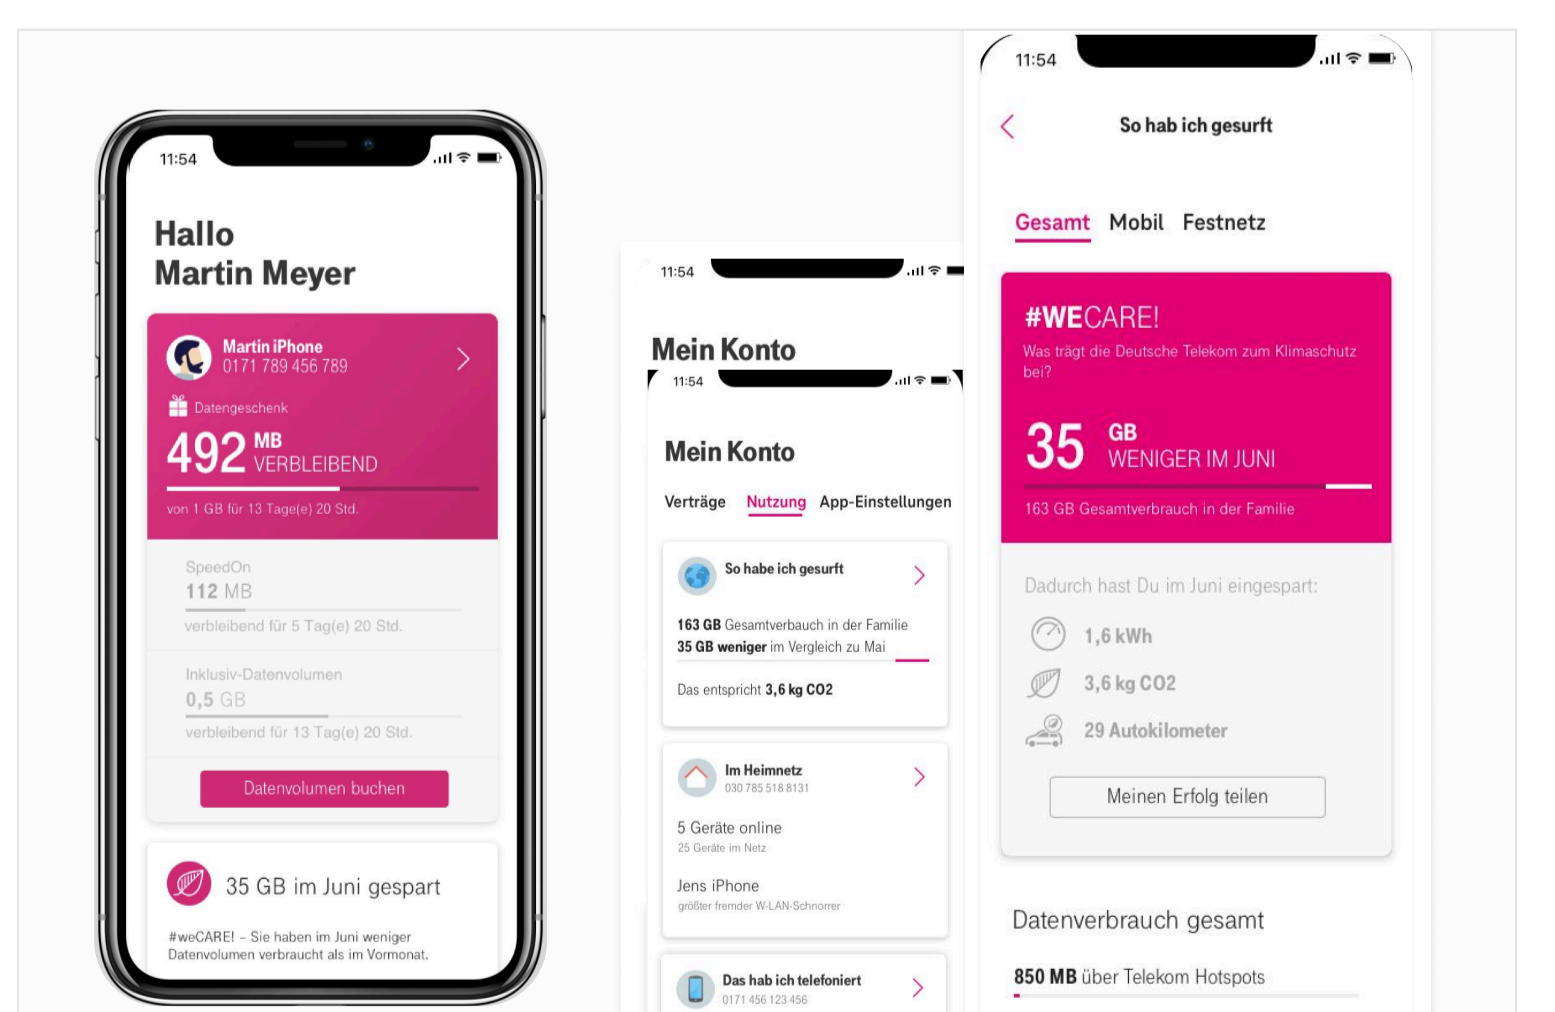 11:54
Hallo
Martin Meyer
Martin iPhone
0171 789 456 789
Datengeschenk
492 MB
VERBLEIBEND
von 1 GB für 13 Tage(e) 20 Std.
SpeedOn
112 MB
verbleibend für 5 Tag(e) 20 Std.
Inklusiv-Datenvolumen
0,5 GB
verbleibend für 13 Tag(e) 20 Std.
Datenvolumen buchen
35 GB im Juni gespart
#weCARE! – Sie haben im Juni weniger
Datenvolumen verbraucht als im Vormonat.
11:54
Mein Konto
11:54
Mein Konto
Verträge Nutzung App-Einstellungen
So habe ich gesurft
163 GB Gesamtverbauch in der Familie
35 GB weniger im Vergleich zu Mai
Das entspricht 3,6 kg CO2
Im Heimnetz
030 785 518 8131
5 Geräte online
25 Geräte im Netz
Jens iPhone
größter fremder W-LAN-Schnorrer
Das hab ich telefoniert
0171 456 123 456
11:54
So hab ich gesurft
Gesamt Mobil Festnetz
#WECARE!
Was trägt die Deutsche Telekom zum Klimaschutz
bei?
35 GB
WENIGER IM JUNI
163 GB Gesamtverbrauch in der Familie
Dadurch hast Du im Juni eingespart:
1,6 kWh
3,6 kg CO2
29 Autokilometer
Meinen Erfolg teilen
Datenverbrauch gesamt
850 MB über Telekom Hotspots